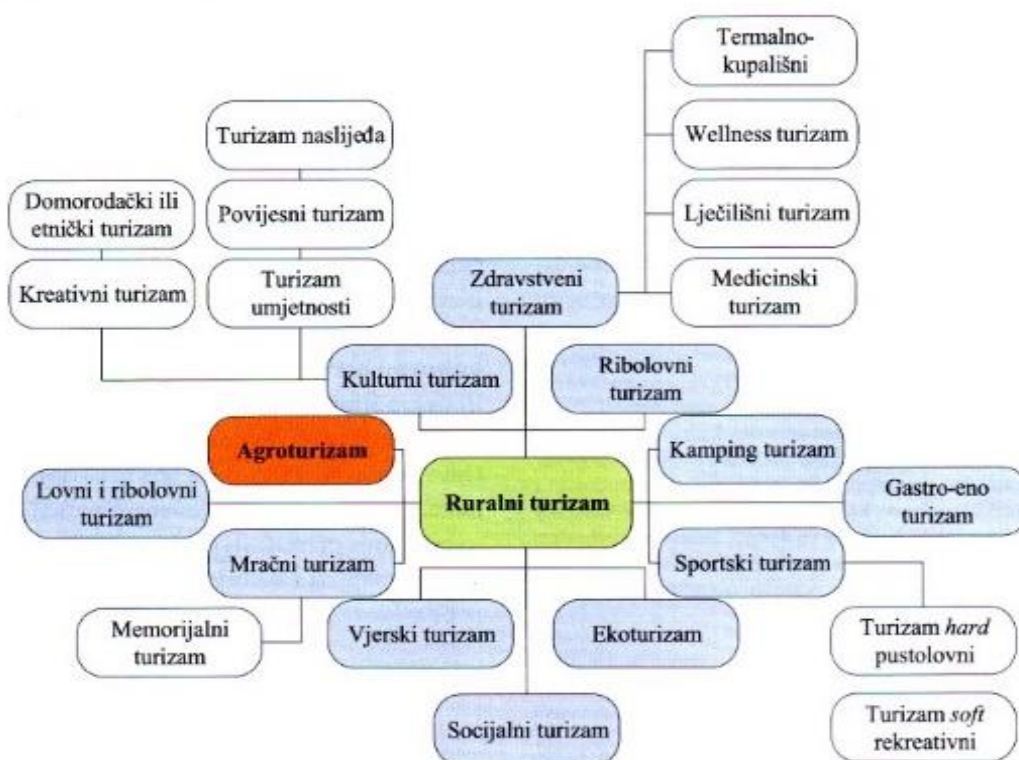 Termalno-
kupališni
Turizam naslijeđa
Wellness turizam
Domorodački ili
etnički turizam
Povijesni turizam
Lječilišni turizam
Kreativni turizam
Turizam
umjetnosti
Zdravstveni
turizam
Medicinski
turizam
Kulturni turizam
Ribolovni
turizam
Agroturizam
Kamping turizam
Lovni i ribolovni
turizam
Ruralni turizam
Gastro-eno
turizam
Mračni turizam
Sportski turizam
Memorijalni
turizam
Vjerski turizam
Ekoturizam
Turizam hard
pustolovni
Socijalni turizam
Turizam soft
rekreativni